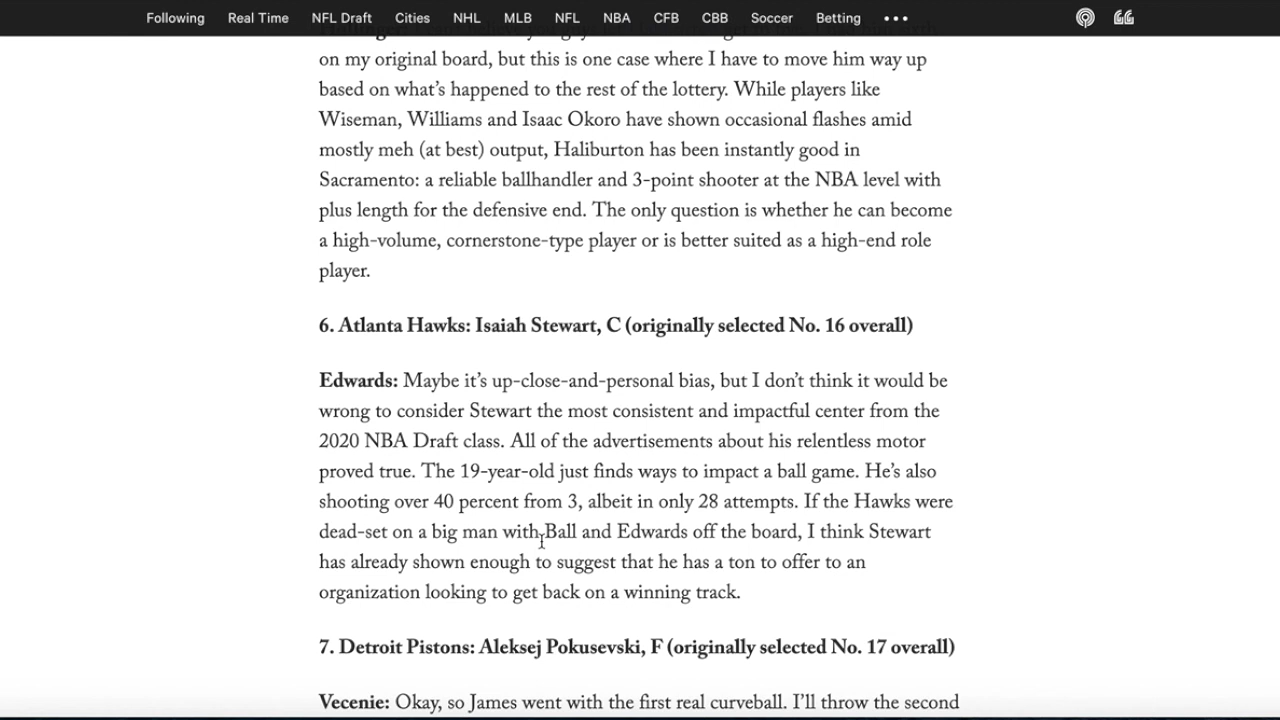 Following Real Time NFL Draft Cities NHL MLB NFL NBA CFB CBB Soccer Betting
on my original board, but this is one case where I have to move him way up
based on what’s happened to the rest of the lottery. While players like
Wiseman, Williams and Isaac Okoro have shown occasional flashes amid
mostly meh (at best) output, Haliburton has been instantly good in
Sacramento: a reliable ballhandler and 3-point shooter at the NBA level with
plus length for the defensive end. The only question is whether he can become
a high-volume, cornerstone-type player or is better suited as a high-end role
player.
6. Atlanta Hawks: Isaiah Stewart, C (originally selected No. 16 overall)
Edwards: Maybe it’s up-close-and-personal bias, but I don’t think it would be
wrong to consider Stewart the most consistent and impactful center from the
2020 NBA Draft class. All of the advertisements about his relentless motor
proved true. The 19-year-old just finds ways to impact a ball game. He’s also
shooting over 40 percent from 3, albeit in only 28 attempts. If the Hawks were
dead-set on a big man with Ball and Edwards off the board, I think Stewart
has already shown enough to suggest that he has a ton to offer to an
organization looking to get back on a winning track.
7. Detroit Pistons: Aleksej Pokusevski, F (originally selected No. 17 overall)
Vecenie: Okay, so James went with the first real curveball. I’ll throw the second